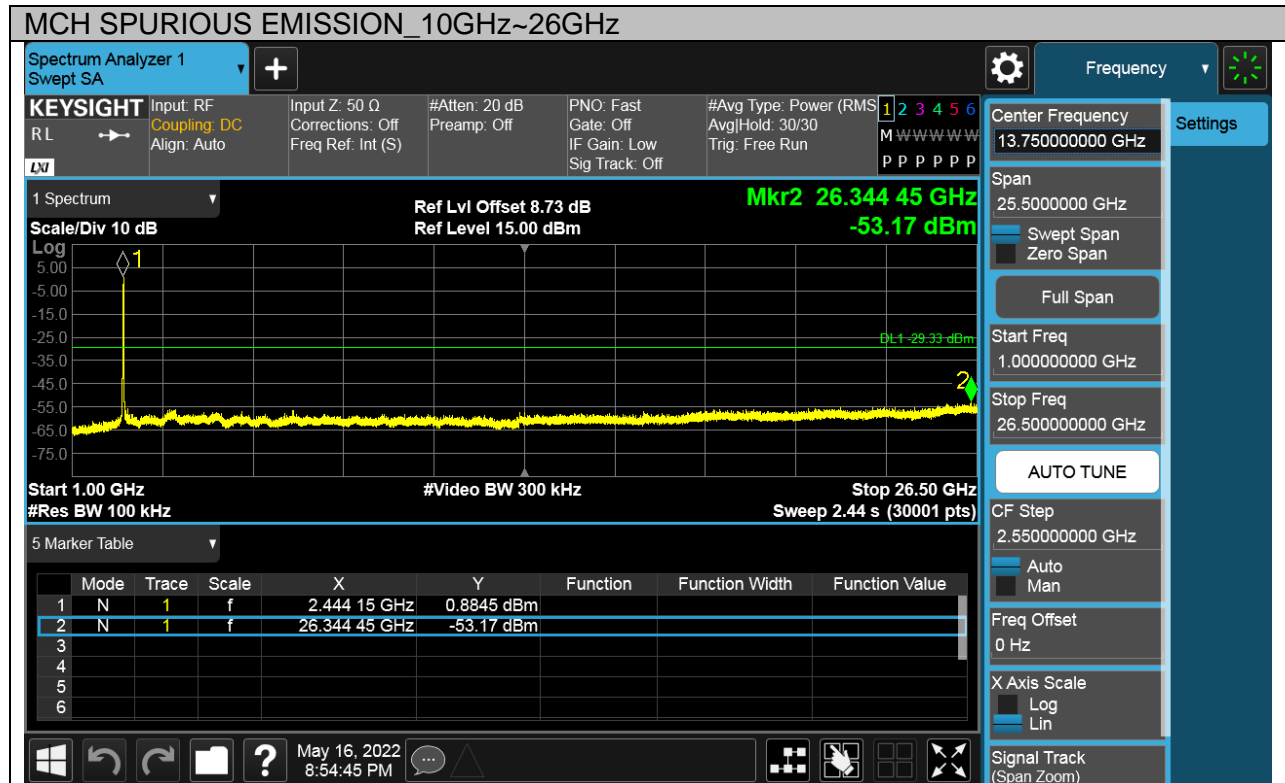 MCH SPURIOUS EMISSION_10GHz~26GHz
Spectrum Analyzer 1
Swept SA
+
Frequency
KEYSIGHT
RL
LXI
Input: RF
Coupling: DC
Align: Auto
Input Z: 50 Ω
Corrections: Off
Freq Ref: Int (S)
#Atten: 20 dB
Preamp: Off
PNO: Fast
Gate: Off
IF Gain: Low
Sig Track: Off
#Avg Type: Power (RMS
Avg|Hold: 30/30
Trig: Free Run
1 2 3 4 5 6
M W W W W W
P P P P P P
1 Spectrum
Scale/Div 10 dB
Ref Lvl Offset 8.73 dB
Ref Level 15.00 dBm
Mkr2 26.344 45 GHz
-53.17 dBm
Log
1
5.00
-5.00
-15.0
-25.0
DL1 -29.33 dBm
-35.0
-45.0
2
-55.0
-65.0
-75.0
Start 1.00 GHz
#Video BW 300 kHz
Stop 26.50 GHz
#Res BW 100 kHz
Sweep 2.44 s (30001 pts)
5 Marker Table
Mode Trace Scale X Y Function Function Width Function Value
1 N 1 f 2.444 15 GHz 0.8845 dBm
2 N 1 f 26.344 45 GHz -53.17 dBm
3
4
5
6
?
May 16, 2022
8:54:45 PM
Center Frequency
13.750000000 GHz
Settings
Span
25.5000000 GHz
Swept Span
Zero Span
Full Span
Start Freq
1.000000000 GHz
Stop Freq
26.500000000 GHz
AUTO TUNE
CF Step
2.550000000 GHz
Auto
Man
Freq Offset
0 Hz
X Axis Scale
Log
Lin
Signal Track
(Span Zoom)